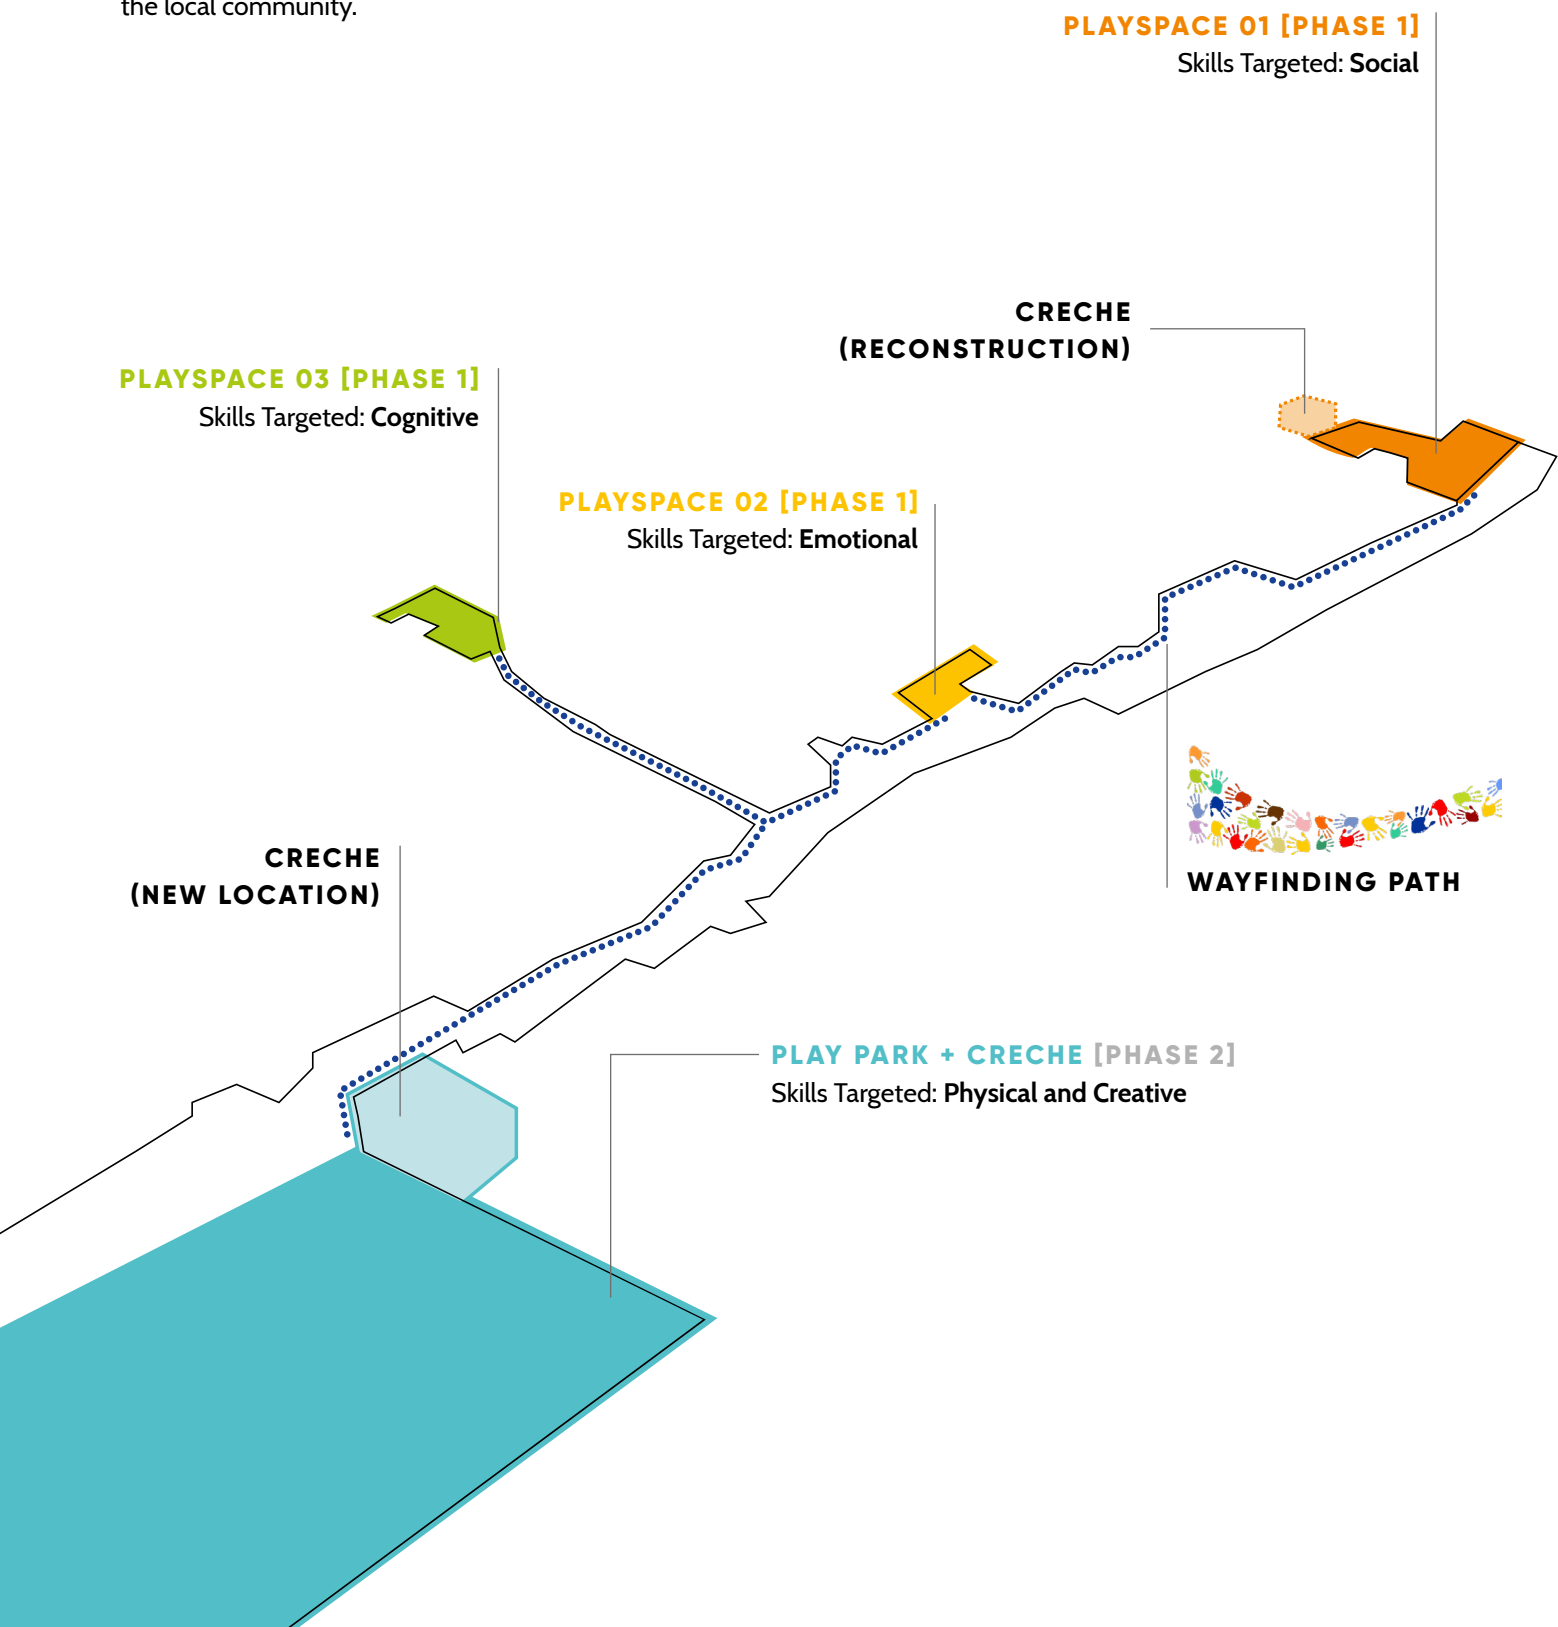 the local community.
PLAYSPACE 01 [PHASE 1]
Skills Targeted: Social
CRECHE
(RECONSTRUCTION)
PLAYSPACE 03 [PHASE 1]
Skills Targeted: Cognitive
PLAYSPACE 02 [PHASE 1]
Skills Targeted: Emotional
CRECHE
(NEW LOCATION)
WAYFINDING PATH
PLAY PARK + CRECHE [PHASE 2]
Skills Targeted: Physical and Creative